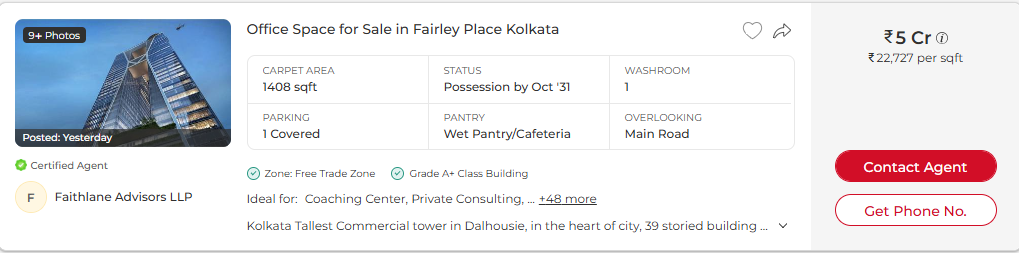 9+ Photos
Posted: Yesterday
Certified Agent
F
Faithlane Advisors LLP
Office Space for Sale in Fairley Place Kolkata
CARPET AREA
1408 sqft
STATUS
Possession by Oct '31
WASHROOM
1
PARKING
1 Covered
PANTRY
Wet Pantry/Cafeteria
OVERLOOKING
Main Road
Zone: Free Trade Zone
Grade A+ Class Building
Ideal for: Coaching Center, Private Consulting, ... +48 more
Kolkata Tallest Commercial tower in Dalhousie, in the heart of city, 39 storied building ...
₹5 Cr
₹22,727 per sqft
Contact Agent
Get Phone No.